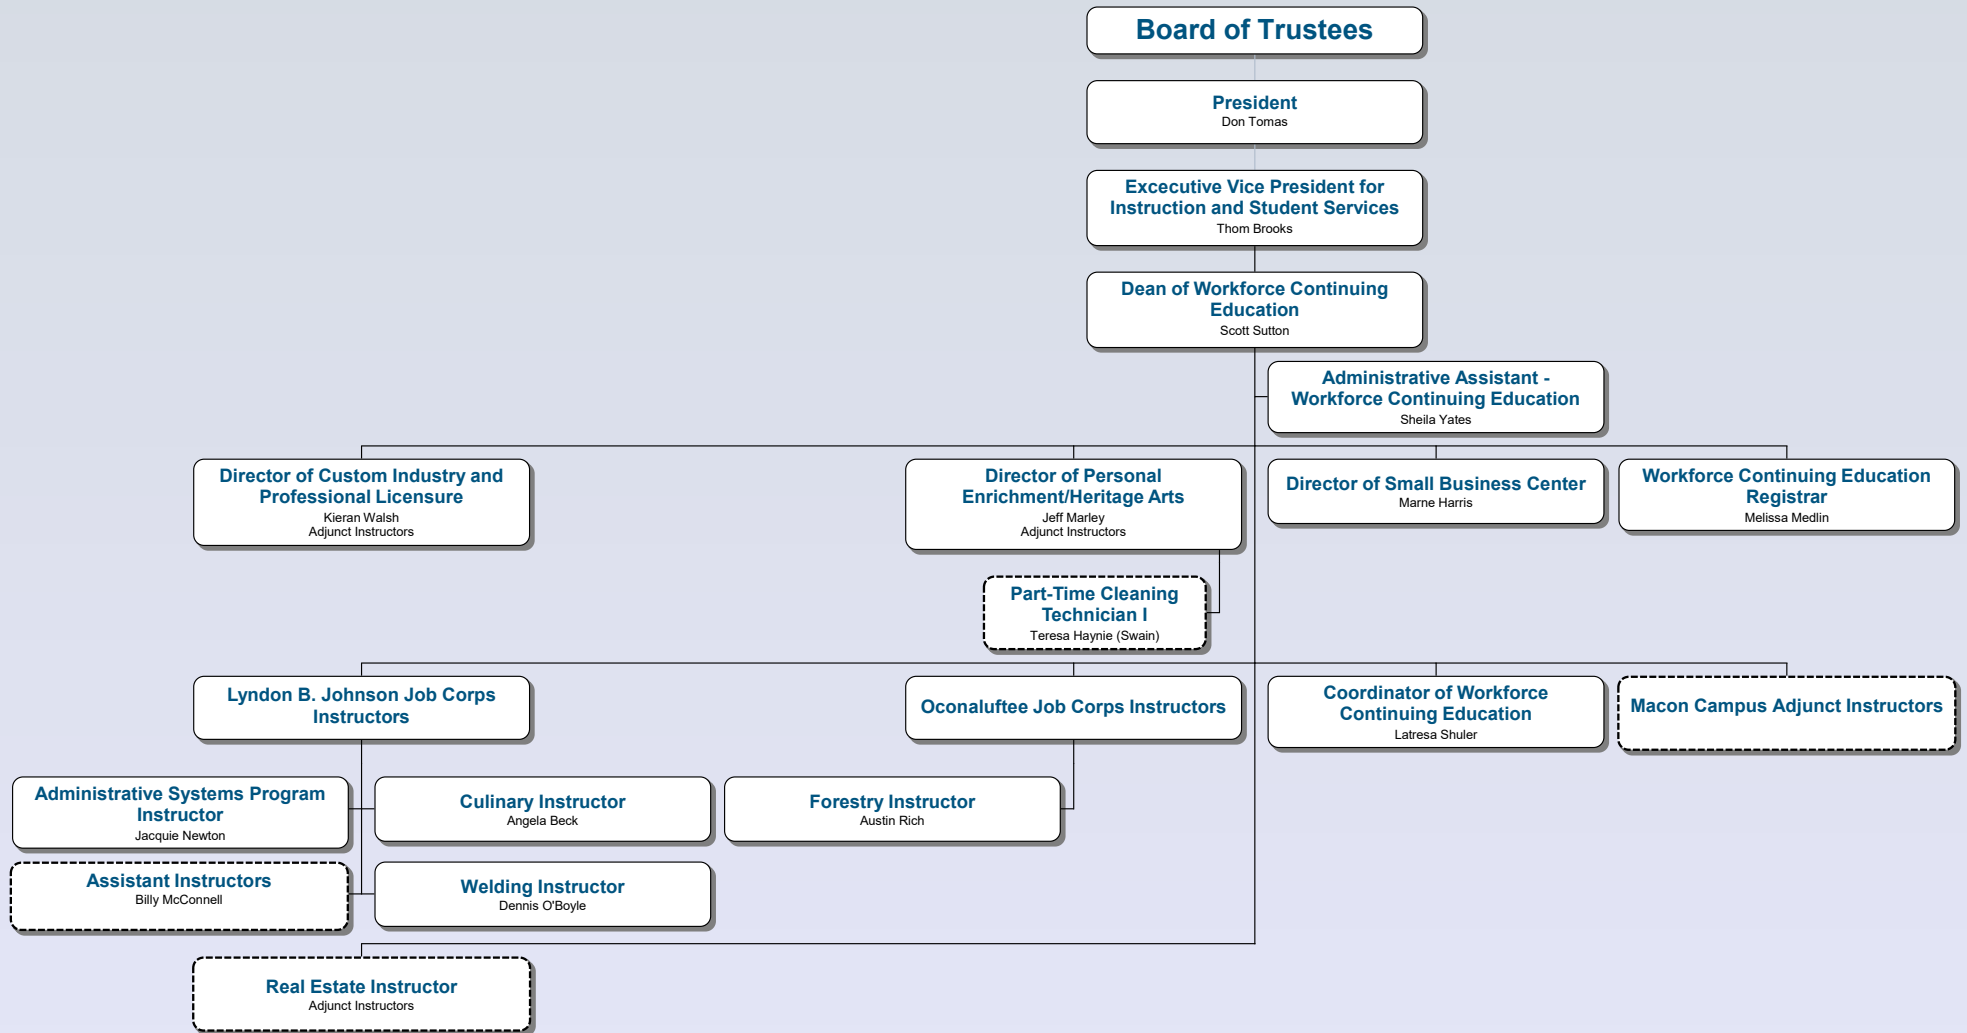 Board of Trustees
President
Don Tomas
Excecutive Vice President for
Instruction and Student Services
Thom Brooks
Dean of Workforce Continuing
Education
Scott Sutton
Administrative Assistant -
Workforce Continuing Education
Sheila Yates
Director of Custom Industry and
Professional Licensure
Kieran Walsh
Adjunct Instructors
Director of Personal
Enrichment/Heritage Arts
Jeff Marley
Adjunct Instructors
Director of Small Business Center
Marne Harris
Workforce Continuing Education
Registrar
Melissa Medlin
Part-Time Cleaning
Technician I
Teresa Haynie (Swain)
Lyndon B. Johnson Job Corps
Instructors
Oconaluftee Job Corps Instructors
Coordinator of Workforce
Continuing Education
Latresa Shuler
Macon Campus Adjunct Instructors
Administrative Systems Program
Instructor
Jacquie Newton
Culinary Instructor
Angela Beck
Forestry Instructor
Austin Rich
Assistant Instructors
Billy McConnell
Welding Instructor
Dennis O'Boyle
Real Estate Instructor
Adjunct Instructors